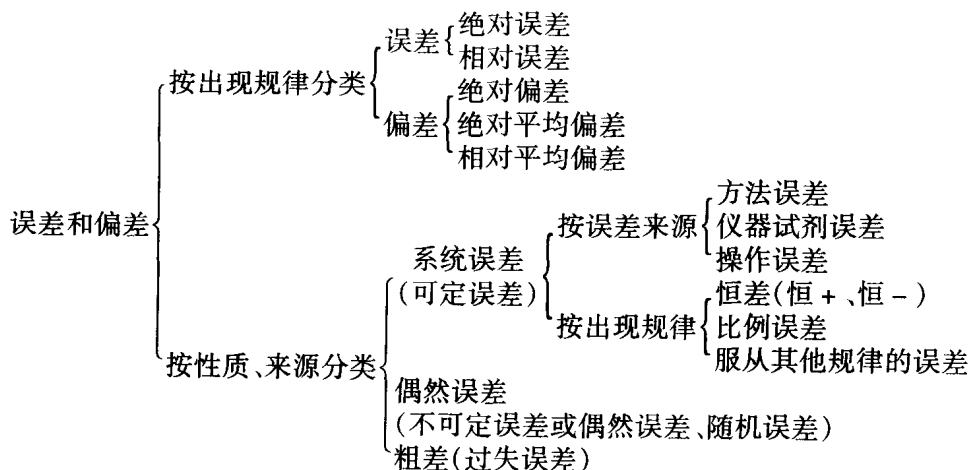 误差和偏差
按出现规律分类
误差
绝对误差
相对误差
偏差
绝对偏差
绝对平均偏差
相对平均偏差
按性质、来源分类
系统误差
(可定误差)
按误差来源
方法误差
仪器试剂误差
操作误差
按出现规律
恒差(恒+、恒-)
比例误差
服从其他规律的误差
偶然误差
(不可定误差或偶然误差、随机误差)
粗差(过失误差)